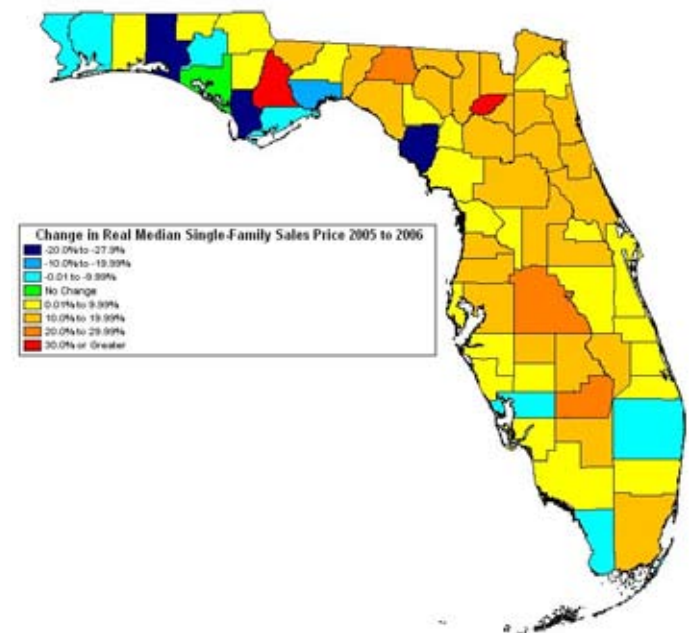 Change in Real Median Single-Family Sales Price 2005 to 2006
-20.0% to -27.9%
-10.0% to -19.99%
-0.01 to -9.99%
No Change
0.01% to 9.99%
10.0% to 19.99%
20.0% to 29.99%
30.0% or Greater